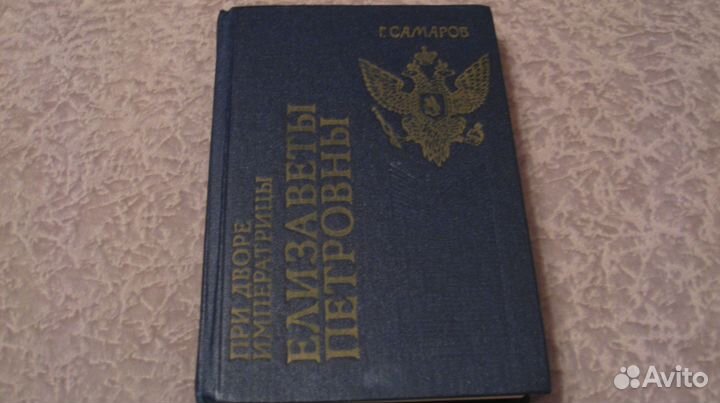 Г. САМАРОВ
ПРИ ДВОРЕ
ИМПЕРАТРИЦЫ
ЕЛИЗАВЕТЫ
ПЕТРОВНЫ
Avito